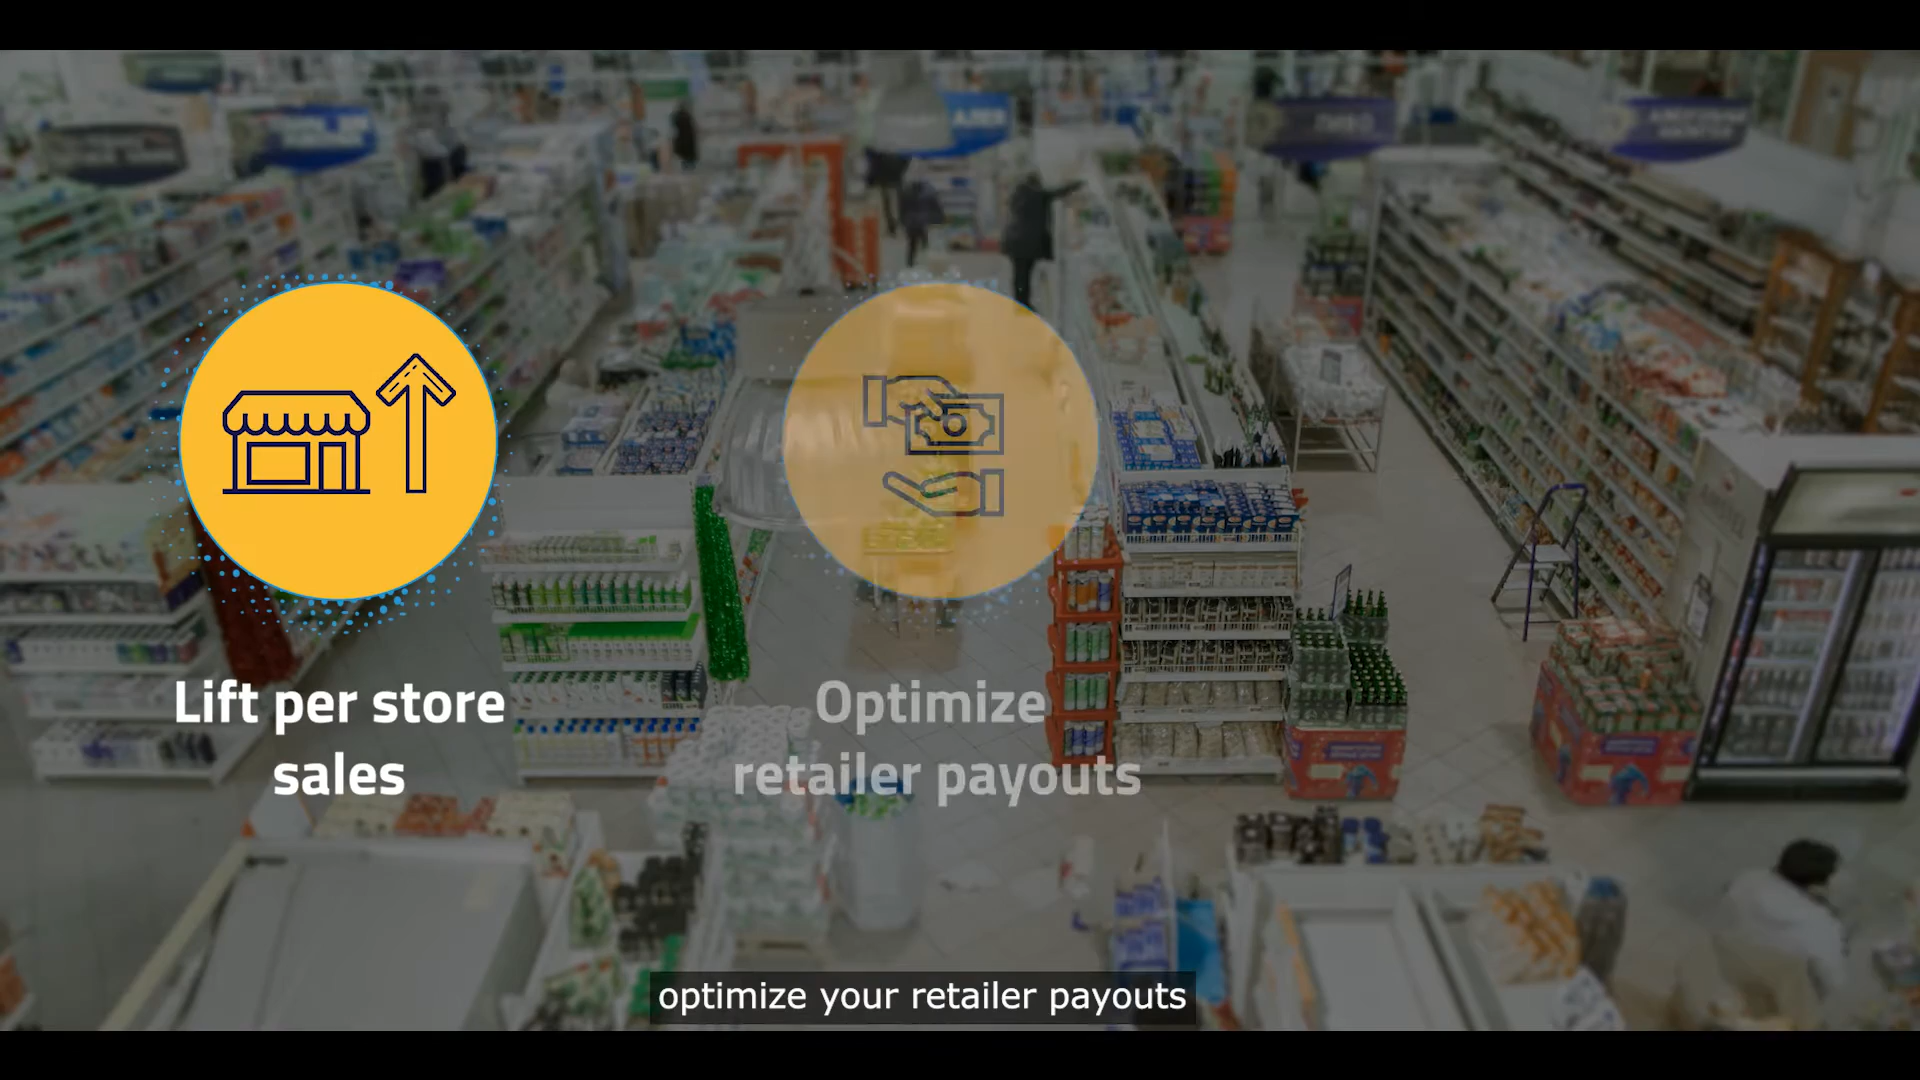 Lift per store
sales
Optimize
retailer payouts
optimize your retailer payouts